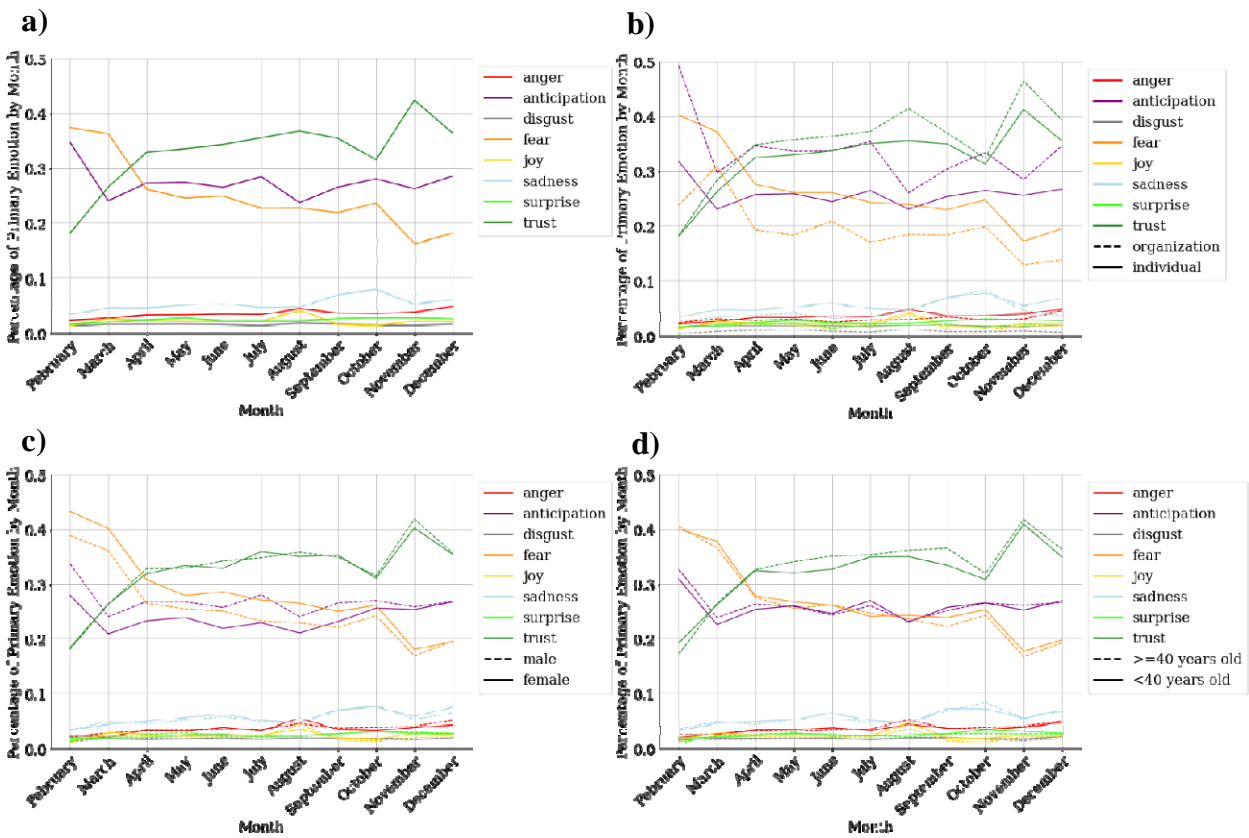 a)
Percentage of Primary Emotion by Month
0.5
0.4
0.3
0.2
0.1
0.0
February
March
April
May
June
July
August
September
October
November
December
Month
anger
anticipation
disgust
fear
joy
sadness
surprise
trust
b)
Percentage of Primary Emotion by Month
0.5
0.4
0.3
0.2
0.1
0.0
February
March
April
May
June
July
August
September
October
November
December
Month
anger
anticipation
disgust
fear
joy
sadness
surprise
trust
organization
individual
c)
Percentage of Primary Emotion by Month
0.5
0.4
0.3
0.2
0.1
0.0
February
March
April
May
June
July
August
September
October
November
December
Month
anger
anticipation
disgust
fear
joy
sadness
surprise
trust
male
female
d)
Percentage of Primary Emotion by Month
0.5
0.4
0.3
0.2
0.1
0.0
February
March
April
May
June
July
August
September
October
November
December
Month
anger
anticipation
disgust
fear
joy
sadness
surprise
trust
>=40 years old
<40 years old